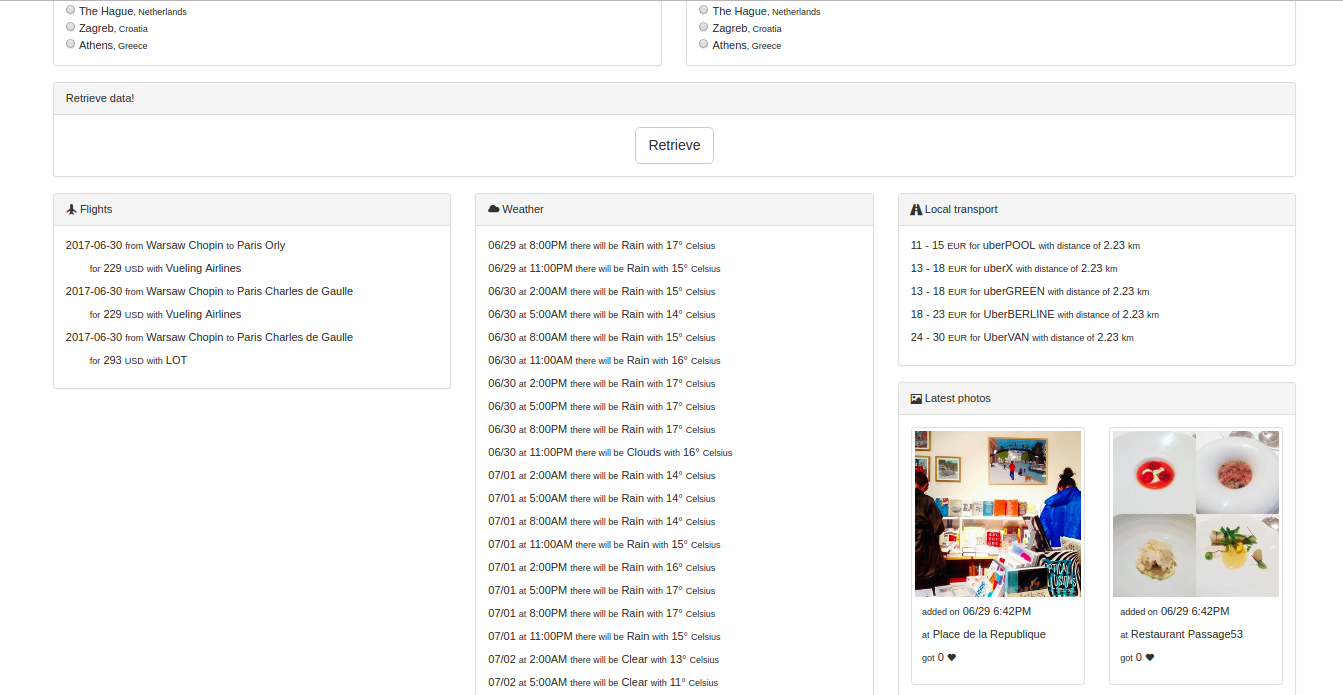 The Hague, Netherlands
Zagreb, Croatia
Athens, Greece
The Hague, Netherlands
Zagreb, Croatia
Athens, Greece
Retrieve data!
Retrieve
Flights
2017-06-30 from Warsaw Chopin to Paris Orly
for 229 USD with Vueling Airlines
2017-06-30 from Warsaw Chopin to Paris Charles de Gaulle
for 229 USD with Vueling Airlines
2017-06-30 from Warsaw Chopin to Paris Charles de Gaulle
for 293 USD with LOT
Weather
06/29 at 8:00PM there will be Rain with 17° Celsius
06/29 at 11:00PM there will be Rain with 15° Celsius
06/30 at 2:00AM there will be Rain with 15° Celsius
06/30 at 5:00AM there will be Rain with 14° Celsius
06/30 at 8:00AM there will be Rain with 15° Celsius
06/30 at 11:00AM there will be Rain with 16° Celsius
06/30 at 2:00PM there will be Rain with 17° Celsius
06/30 at 5:00PM there will be Rain with 17° Celsius
06/30 at 8:00PM there will be Rain with 17° Celsius
06/30 at 11:00PM there will be Clouds with 16° Celsius
07/01 at 2:00AM there will be Rain with 14° Celsius
07/01 at 5:00AM there will be Rain with 14° Celsius
07/01 at 8:00AM there will be Rain with 14° Celsius
07/01 at 11:00AM there will be Rain with 15° Celsius
07/01 at 2:00PM there will be Rain with 16° Celsius
07/01 at 5:00PM there will be Rain with 17° Celsius
07/01 at 8:00PM there will be Rain with 17° Celsius
07/01 at 11:00PM there will be Rain with 15° Celsius
07/02 at 2:00AM there will be Clear with 13° Celsius
07/02 at 5:00AM there will be Clear with 11° Celsius
Local transport
11 - 15 EUR for uberPOOL with distance of 2.23 km
13 - 18 EUR for uberX with distance of 2.23 km
13 - 18 EUR for uberGREEN with distance of 2.23 km
18 - 23 EUR for UberBERLINE with distance of 2.23 km
24 - 30 EUR for UberVAN with distance of 2.23 km
Latest photos
added on 06/29 6:42PM
at Place de la Republique
got 0
added on 06/29 6:42PM
at Restaurant Passage53
got 0